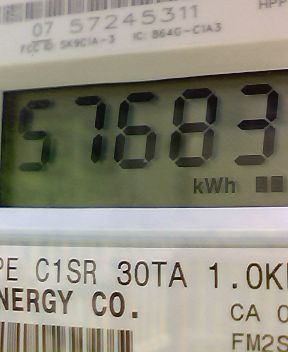 HPP
07 57245311
FCC ID: SK9C1A-3 IC: 864G-C1A3
57683
kWh
PE C1SR 30TA 1.0K
NERGY CO.
CA 0
FM2S